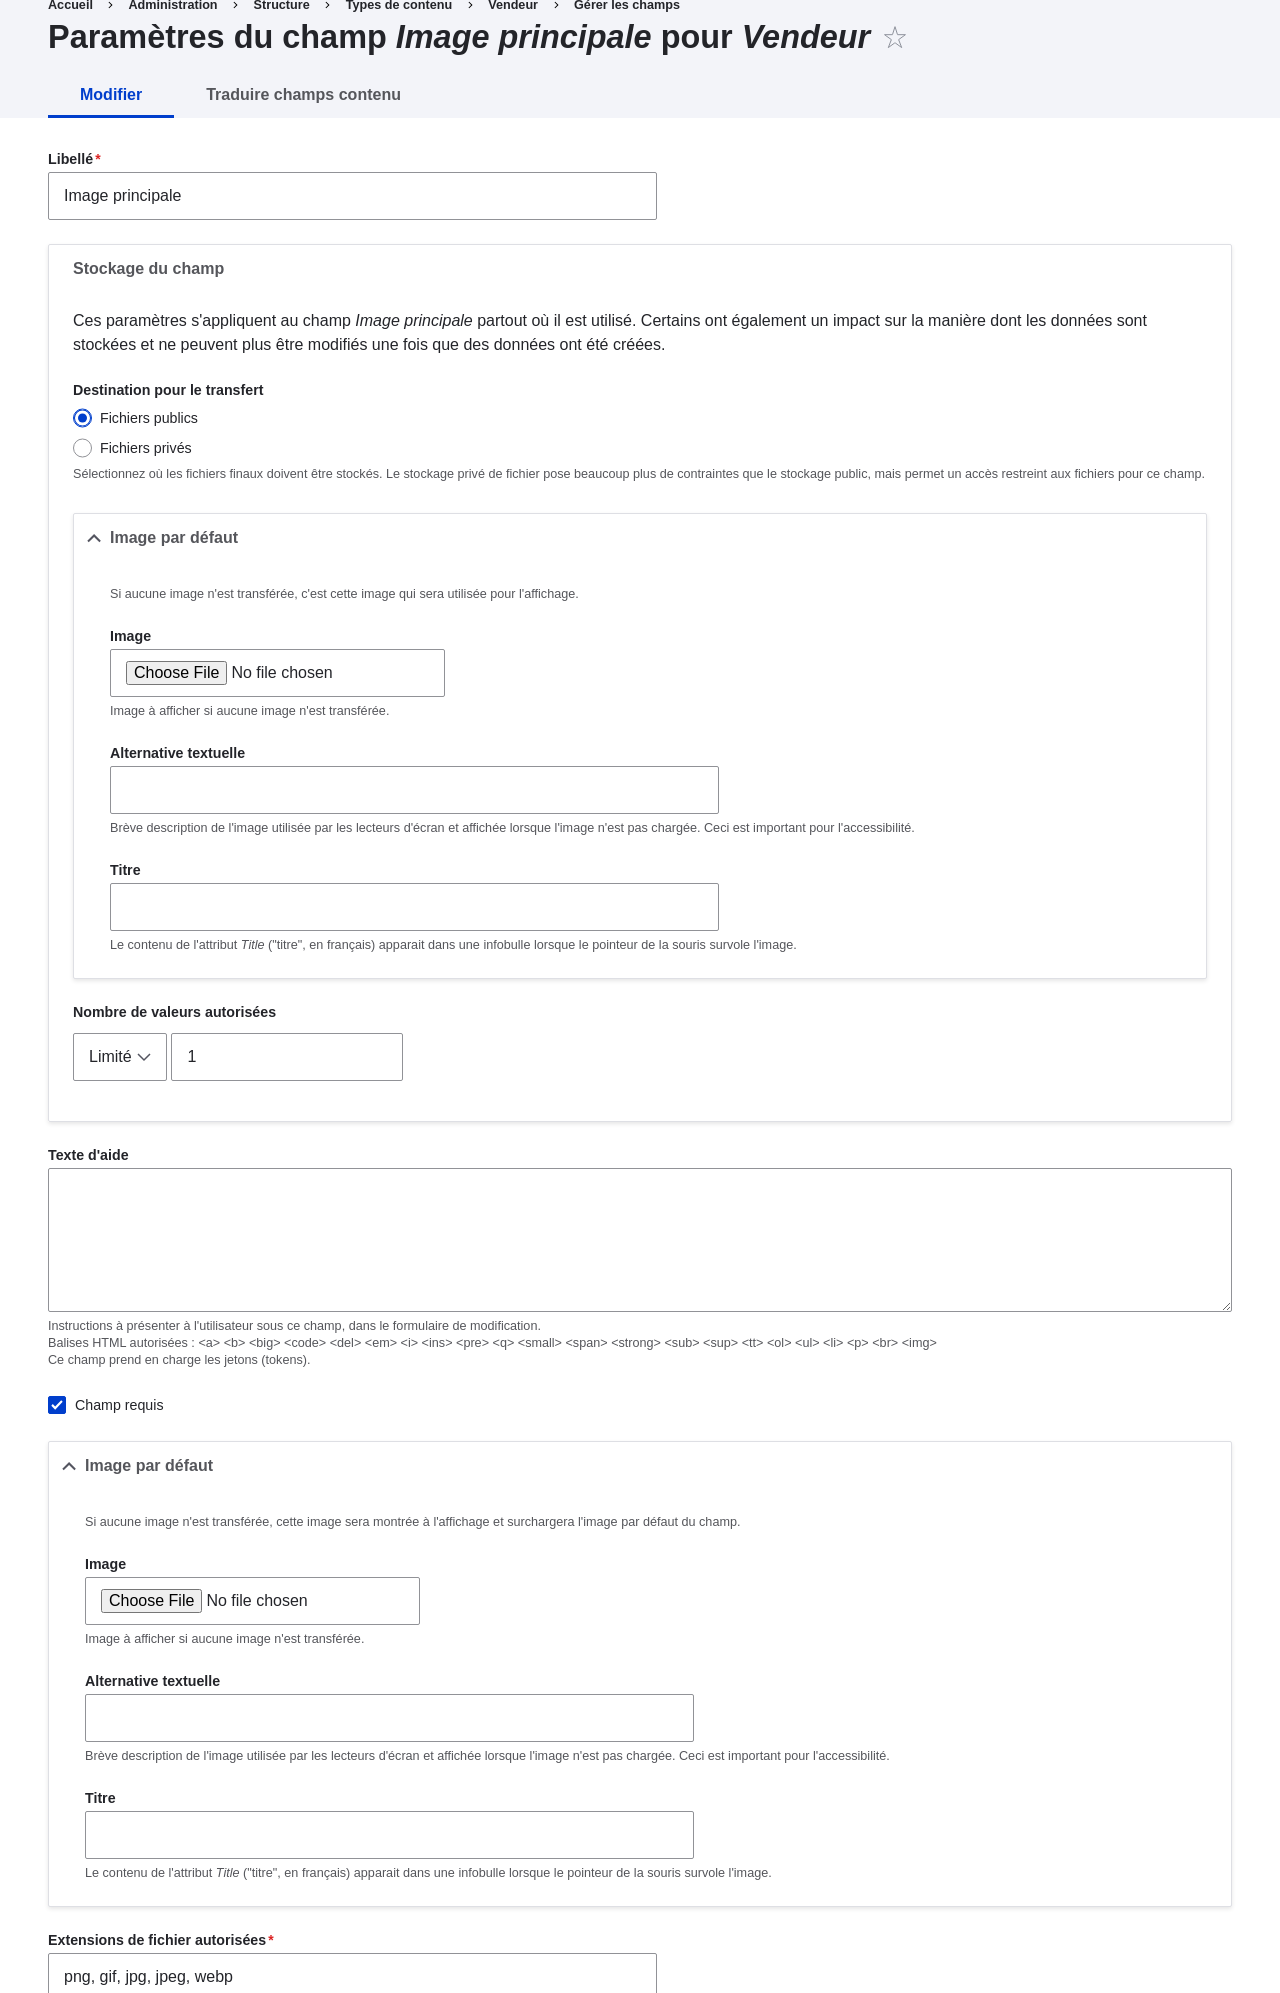 Accueil › Administration › Structure › Types de contenu › Vendeur › Gérer les champs
Paramètres du champ Image principale pour Vendeur ☆
Modifier Traduire champs contenu
Libellé*
Image principale
Stockage du champ
Ces paramètres s'appliquent au champ Image principale partout où il est utilisé. Certains ont également un impact sur la manière dont les données sont
stockées et ne peuvent plus être modifiés une fois que des données ont été créées.
Destination pour le transfert
Fichiers publics
Fichiers privés
Sélectionnez où les fichiers finaux doivent être stockés. Le stockage privé de fichier pose beaucoup plus de contraintes que le stockage public, mais permet un accès restreint aux fichiers pour ce champ.
Image par défaut
Si aucune image n'est transférée, c'est cette image qui sera utilisée pour l'affichage.
Image
Choose File No file chosen
Image à afficher si aucune image n'est transférée.
Alternative textuelle
Brève description de l'image utilisée par les lecteurs d'écran et affichée lorsque l'image n'est pas chargée. Ceci est important pour l'accessibilité.
Titre
Le contenu de l'attribut Title ("titre", en français) apparait dans une infobulle lorsque le pointeur de la souris survole l'image.
Nombre de valeurs autorisées
Limité 1
Texte d'aide
Instructions à présenter à l'utilisateur sous ce champ, dans le formulaire de modification.
Balises HTML autorisées : <a> <b> <big> <code> <del> <em> <i> <ins> <pre> <q> <small> <span> <strong> <sub> <sup> <tt> <ol> <ul> <li> <p> <br> <img>
Ce champ prend en charge les jetons (tokens).
Champ requis
Image par défaut
Si aucune image n'est transférée, cette image sera montrée à l'affichage et surchargera l'image par défaut du champ.
Image
Choose File No file chosen
Image à afficher si aucune image n'est transférée.
Alternative textuelle
Brève description de l'image utilisée par les lecteurs d'écran et affichée lorsque l'image n'est pas chargée. Ceci est important pour l'accessibilité.
Titre
Le contenu de l'attribut Title ("titre", en français) apparait dans une infobulle lorsque le pointeur de la souris survole l'image.
Extensions de fichier autorisées*
png, gif, jpg, jpeg, webp